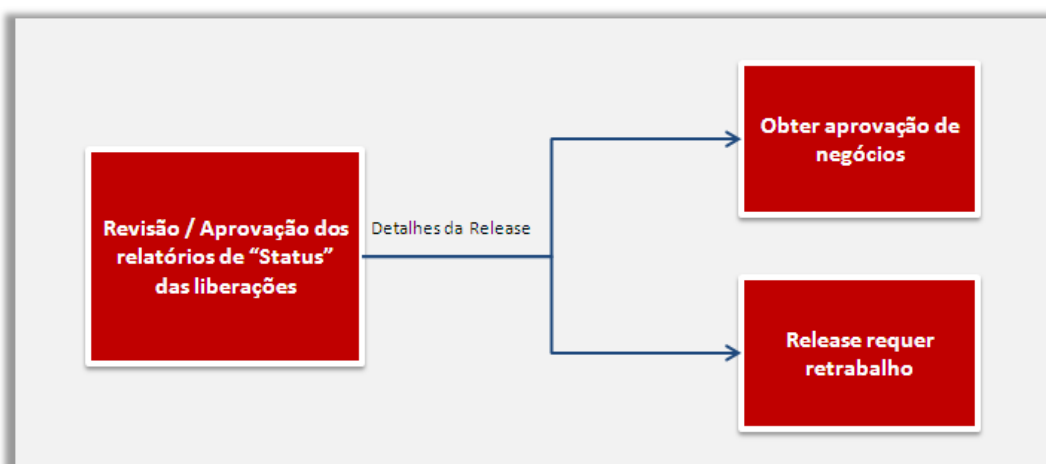 Revisão / Aprovação dos
relatórios de “Status”
das liberações
Detalhes da Release
Obter aprovação de
negócios
Release requer
retrabalho